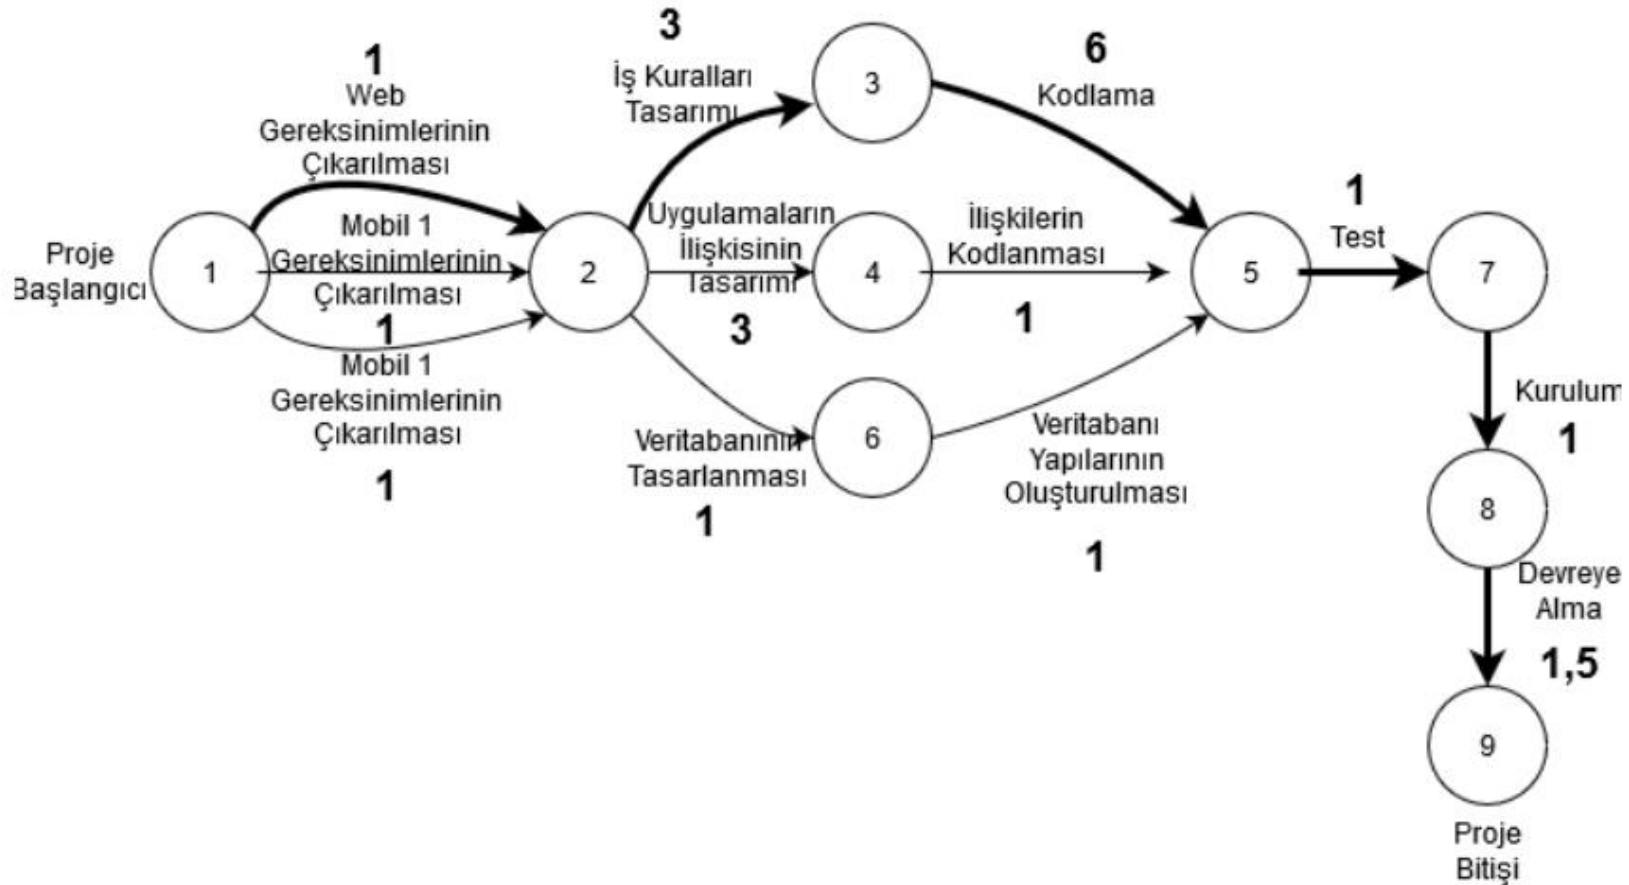 3
İş Kuralları
Tasarımı
6
Kodlama
1
Web
Gereksinimlerinin
Çıkarılması
Proje
Başlangıcı
Mobil 1
Gereksinimlerinin
Çıkarılması
1
Mobil 1
Gereksinimlerinin
Çıkarılması
1
1
2
3
Uygulamaların
İlişkisinin
Tasarımı
3
4
İlişkilerin
Kodlanması
1
Veritabanının
Tasarlanması
1
6
Veritabanı
Yapılarının
Oluşturulması
1
5
1
Test
7
Kurulum
1
8
Devreye
Alma
1,5
9
Proje
Bitişi